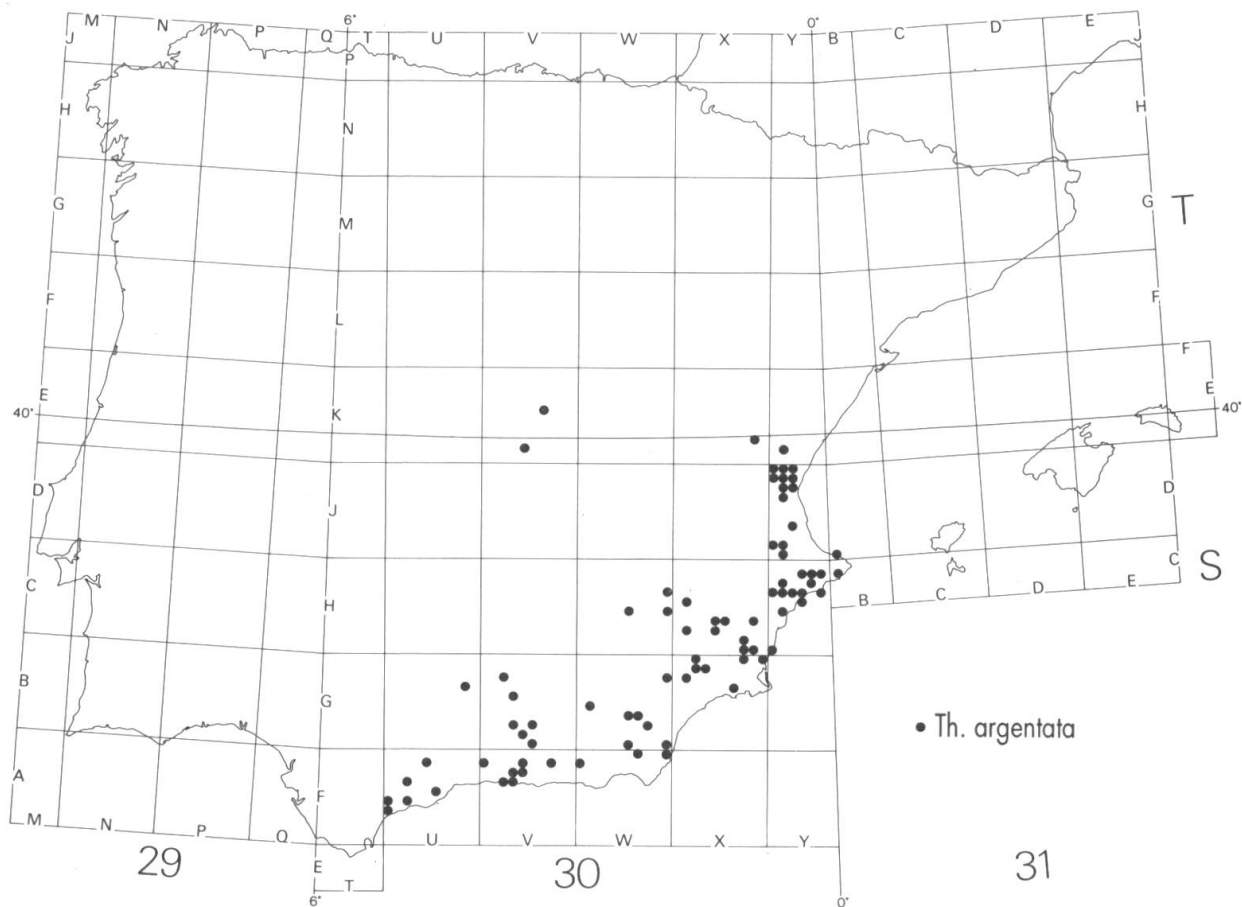 M N P Q 6° T U V W X Y 0° B C D E
J P J
H N H
G M G T
F L F
F
E K E
40° 40°
D J D
C H C S
B C D E
B G
• Th. argentata
A F
M N P Q U V W X Y
E
29 30 31
T
6° 0°